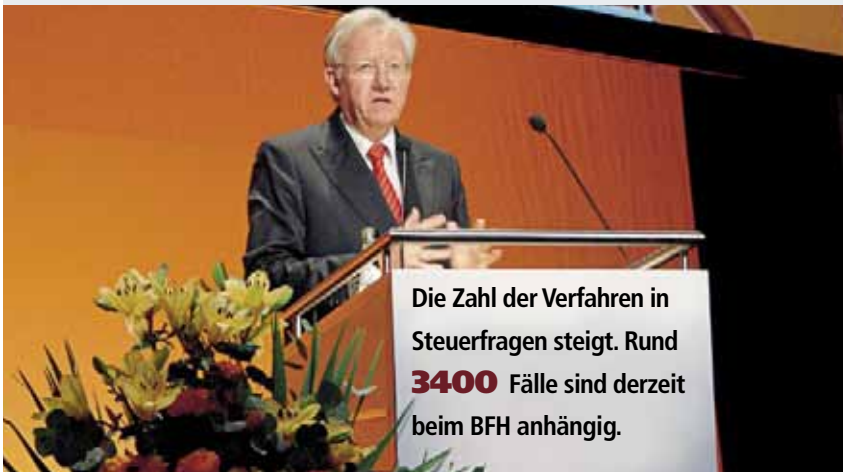 Die Zahl der Verfahren in
Steuerfragen steigt. Rund
3400 Fälle sind derzeit
beim BFH anhängig.